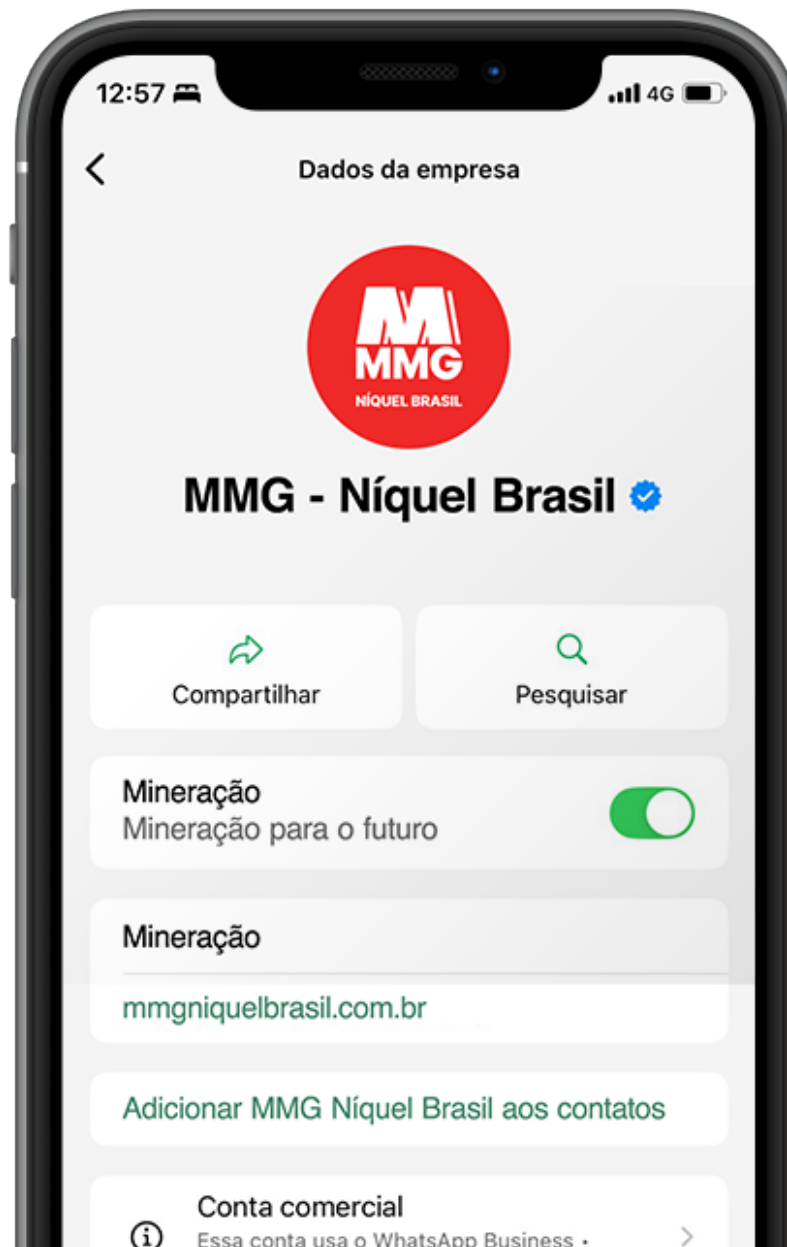 12:57
4G
Dados da empresa
MMG
NÍQUEL BRASIL
MMG - Níquel Brasil
Compartilhar
Pesquisar
Mineração
Mineração para o futuro
Mineração
mmgniquelbrasil.com.br
Adicionar MMG Níquel Brasil aos contatos
Conta comercial
Essa conta usa o WhatsApp Business •